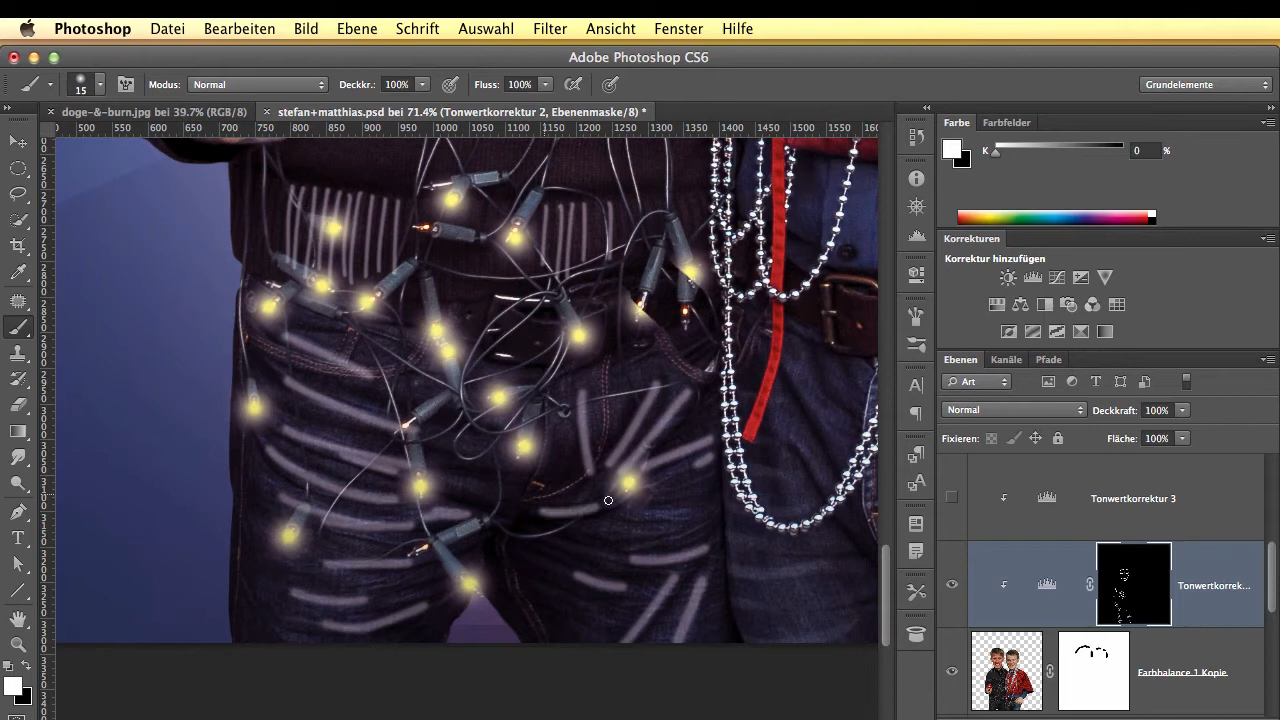 Photoshop Datei Bearbeiten Bild Ebene Schrift Auswahl Filter Ansicht Fenster Hilfe
Adobe Photoshop CS6
15 Modus: Normal Deckkr.: 100% Fluss: 100% Grundelemente
doge-&-burn.jpg bei 39.7% (RGB/8) stefan+matthias.psd bei 71.4% (Tonwertkorrektur 2, Ebenenmaske/8) *
500 550 600 650 700 750 800 850 900 950 1000 1050 1100 1150 1200 1250 1300 1350 1400 1450 1500 1550
Farbe Farbfelder
K 0 %
Korrekturen
Korrektur hinzufügen
Ebenen Kanäle Pfade
Art
Normal Deckkraft: 100%
Fixieren: Fläche: 100%
Tonwertkorrektur 3
Tonwertkorrek...
Farbbalance 1 Kopie